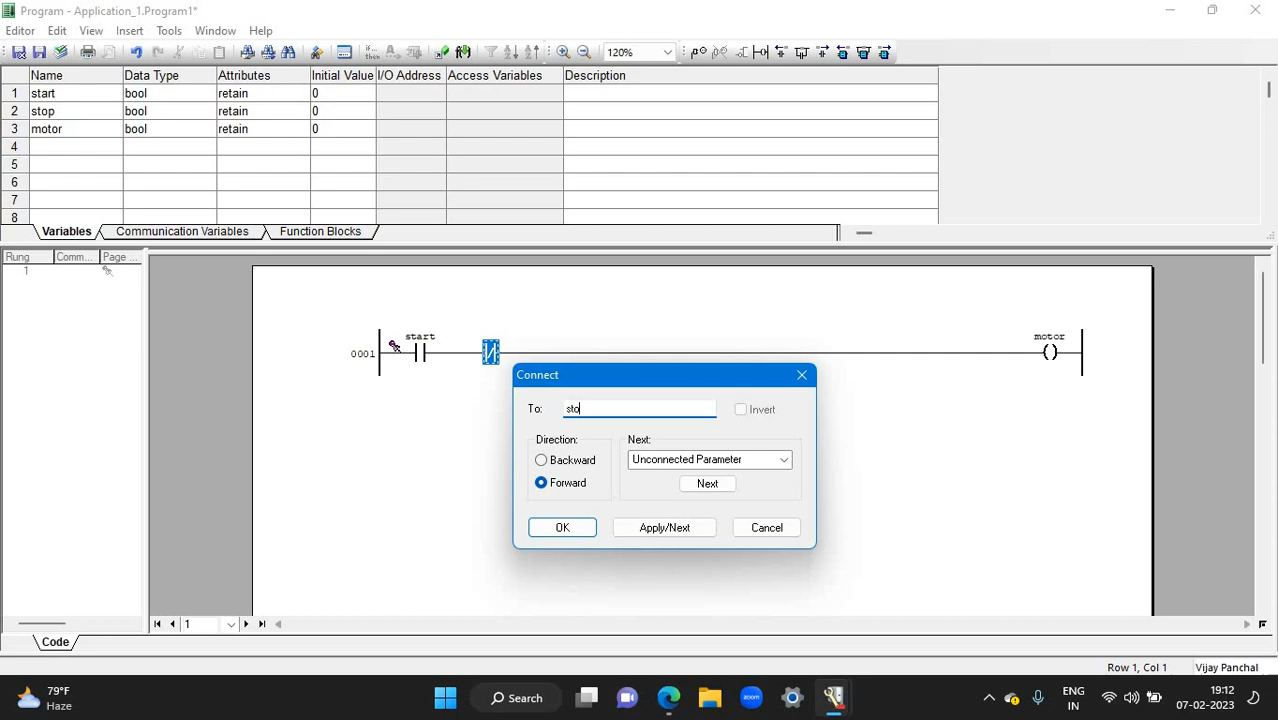 Program - Application_1.Program1*
Editor Edit View Insert Tools Window Help
if... then 120%
Name Data Type Attributes Initial Value I/O Address Access Variables Description
1 start bool retain 0
2 stop bool retain 0
3 motor bool retain 0
4
5
6
7
8
Variables Communication Variables Function Blocks
Rung Comm... Page ...
1
start motor
0001
Connect
To: sto Invert
Direction: Next:
Backward Unconnected Parameter
Forward Next
OK Apply/Next Cancel
1
Code
Row 1, Col 1 Vijay Panchal
79°F
Haze
Search
zoom
ENG
IN
19:12
07-02-2023